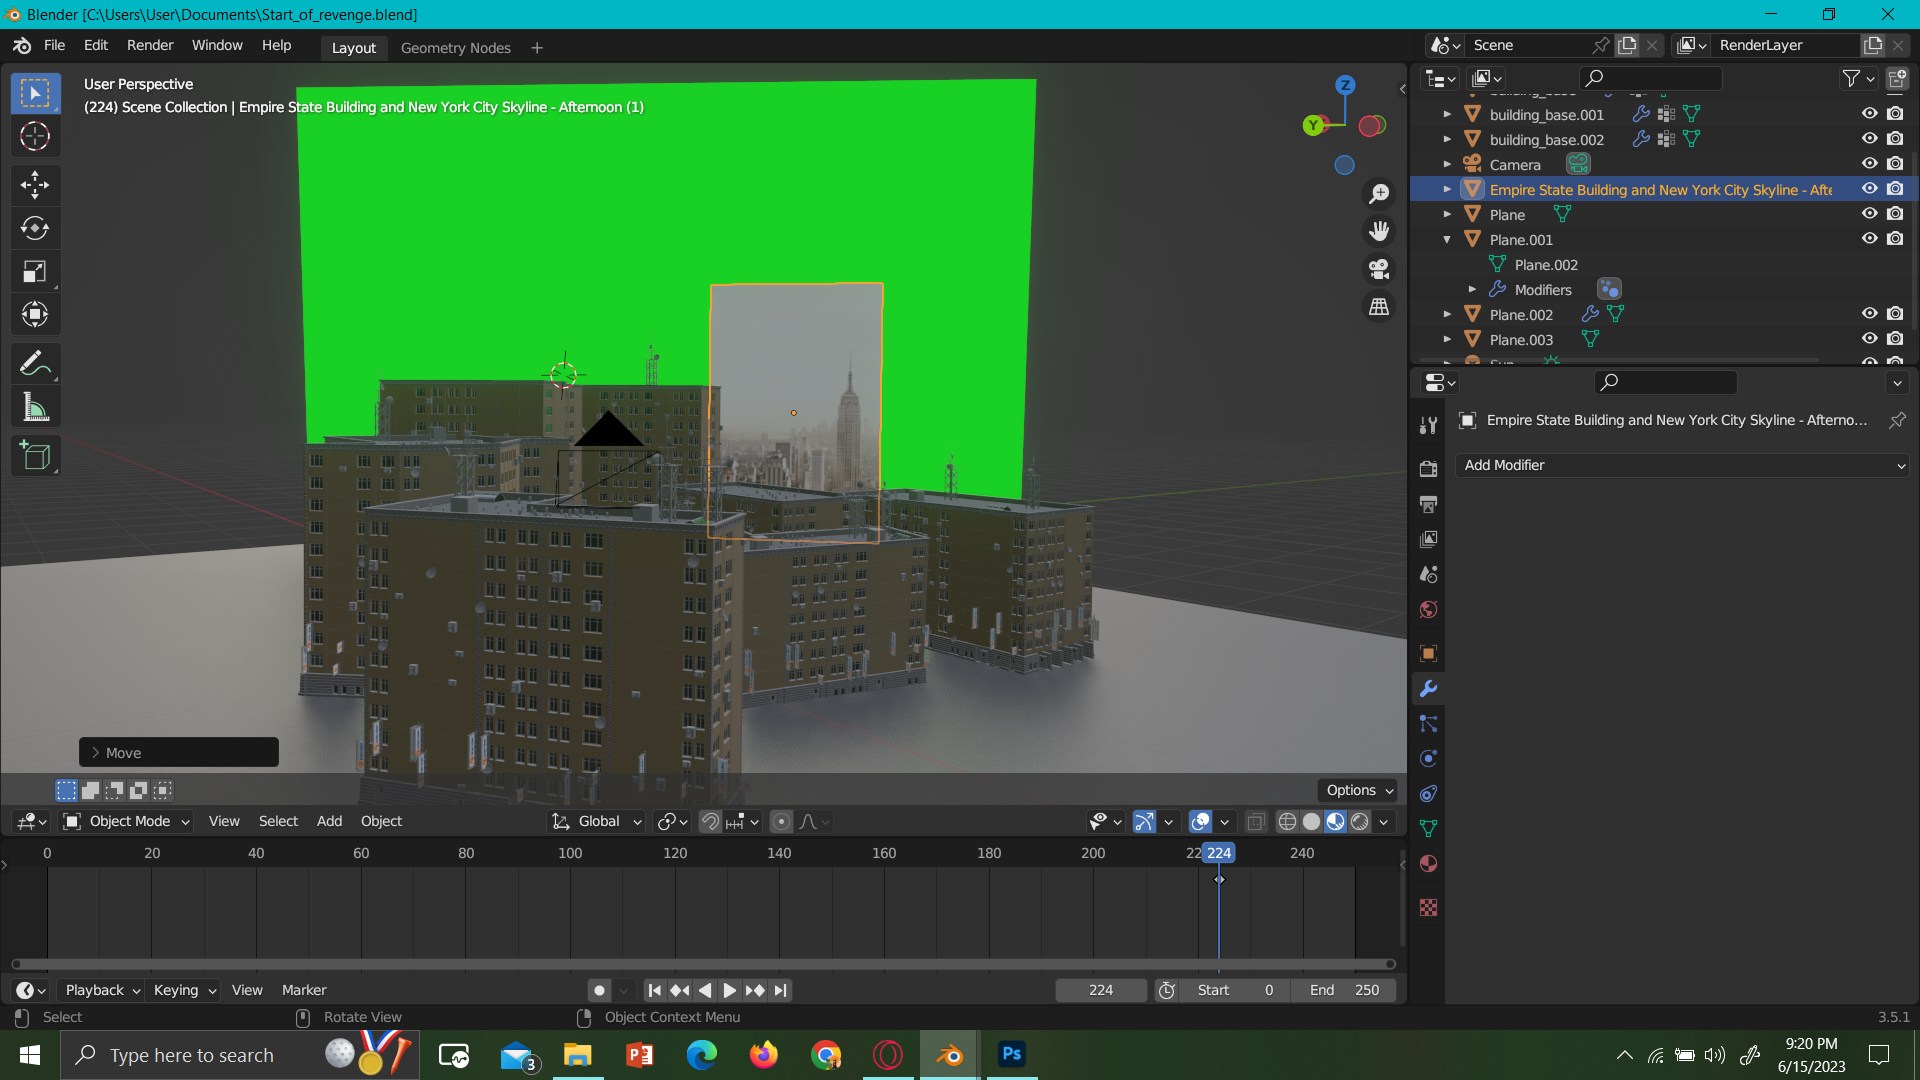 Blender [C:\Users\User\Documents\Start_of_revenge.blend]
File Edit Render Window Help Layout Geometry Nodes + Scene RenderLayer
User Perspective
(224) Scene Collection | Empire State Building and New York City Skyline - Afternoon (1)
Z
Y
building_base.001
building_base.002
Camera
Empire State Building and New York City Skyline - Afte
Plane
Plane.001
Plane.002
Modifiers
Plane.002
Plane.003
Empire State Building and New York City Skyline - Afterno...
Add Modifier
Move
Options
Object Mode View Select Add Object Global
0 20 40 60 80 100 120 140 160 180 200 22 224 240
Playback Keying View Marker 224 Start 0 End 250
Select Rotate View Object Context Menu 3.5.1
Type here to search 3 Ps 9:20 PM
6/15/2023